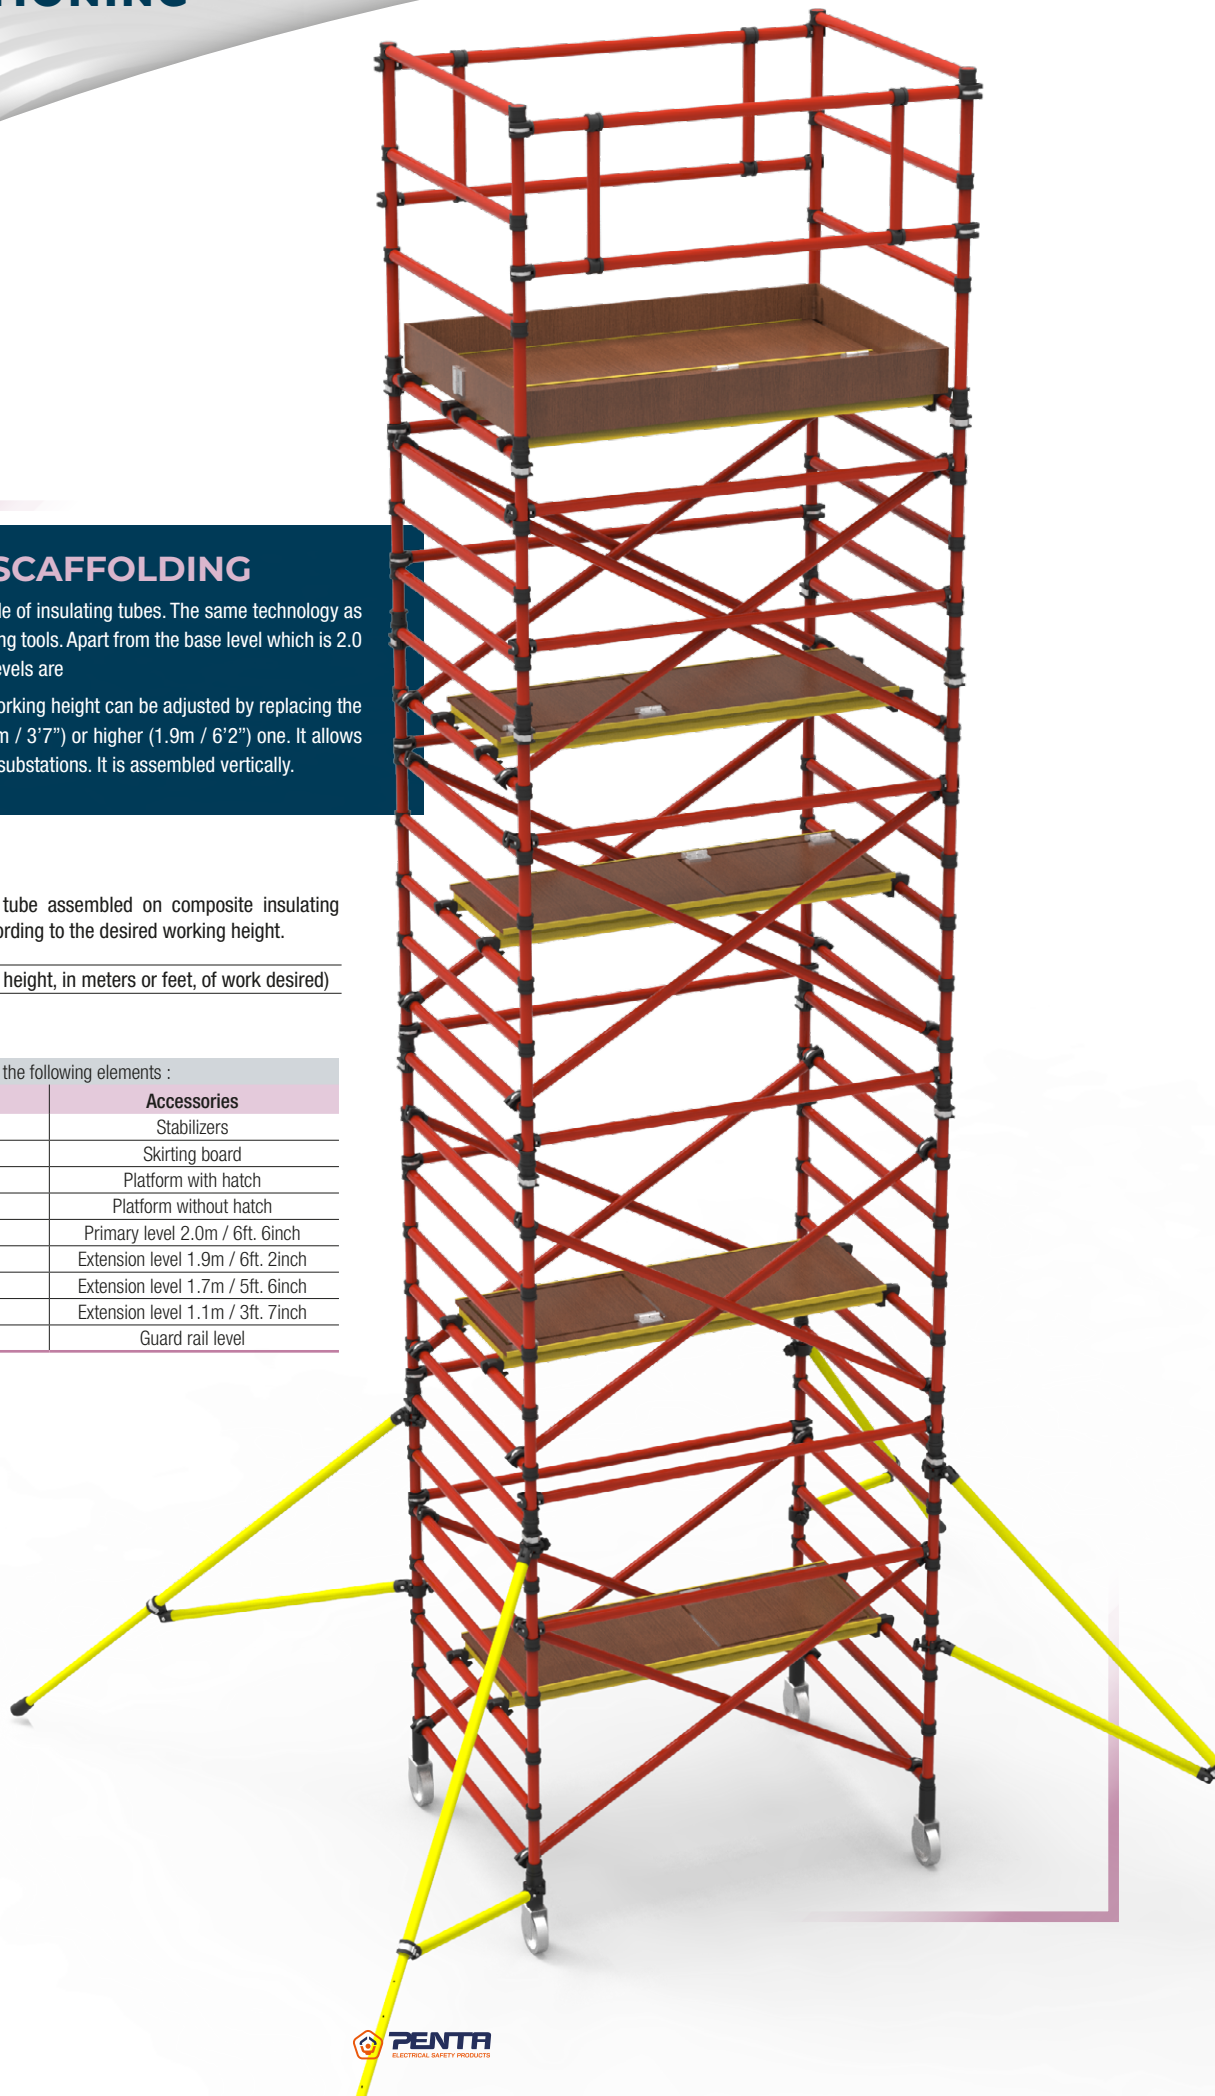 SCAFFOLDING
of insulating tubes. The same technology as
tools. Apart from the base level which is 2.0
are
working height can be adjusted by replacing the
/ 3'7”) or higher (1.9m / 6'2”) one. It allows
substations. It is assembled vertically.
tube assembled on composite insulating
according to the desired working height.
height, in meters or feet, of work desired)
the following elements :
Accessories
Stabilizers
Skirting board
Platform with hatch
Platform without hatch
Primary level 2.0m / 6ft. 6inch
Extension level 1.9m / 6ft. 2inch
Extension level 1.7m / 5ft. 6inch
Extension level 1.1m / 3ft. 7inch
Guard rail level
PENTA
ELECTRICAL SAFETY PRODUCTS